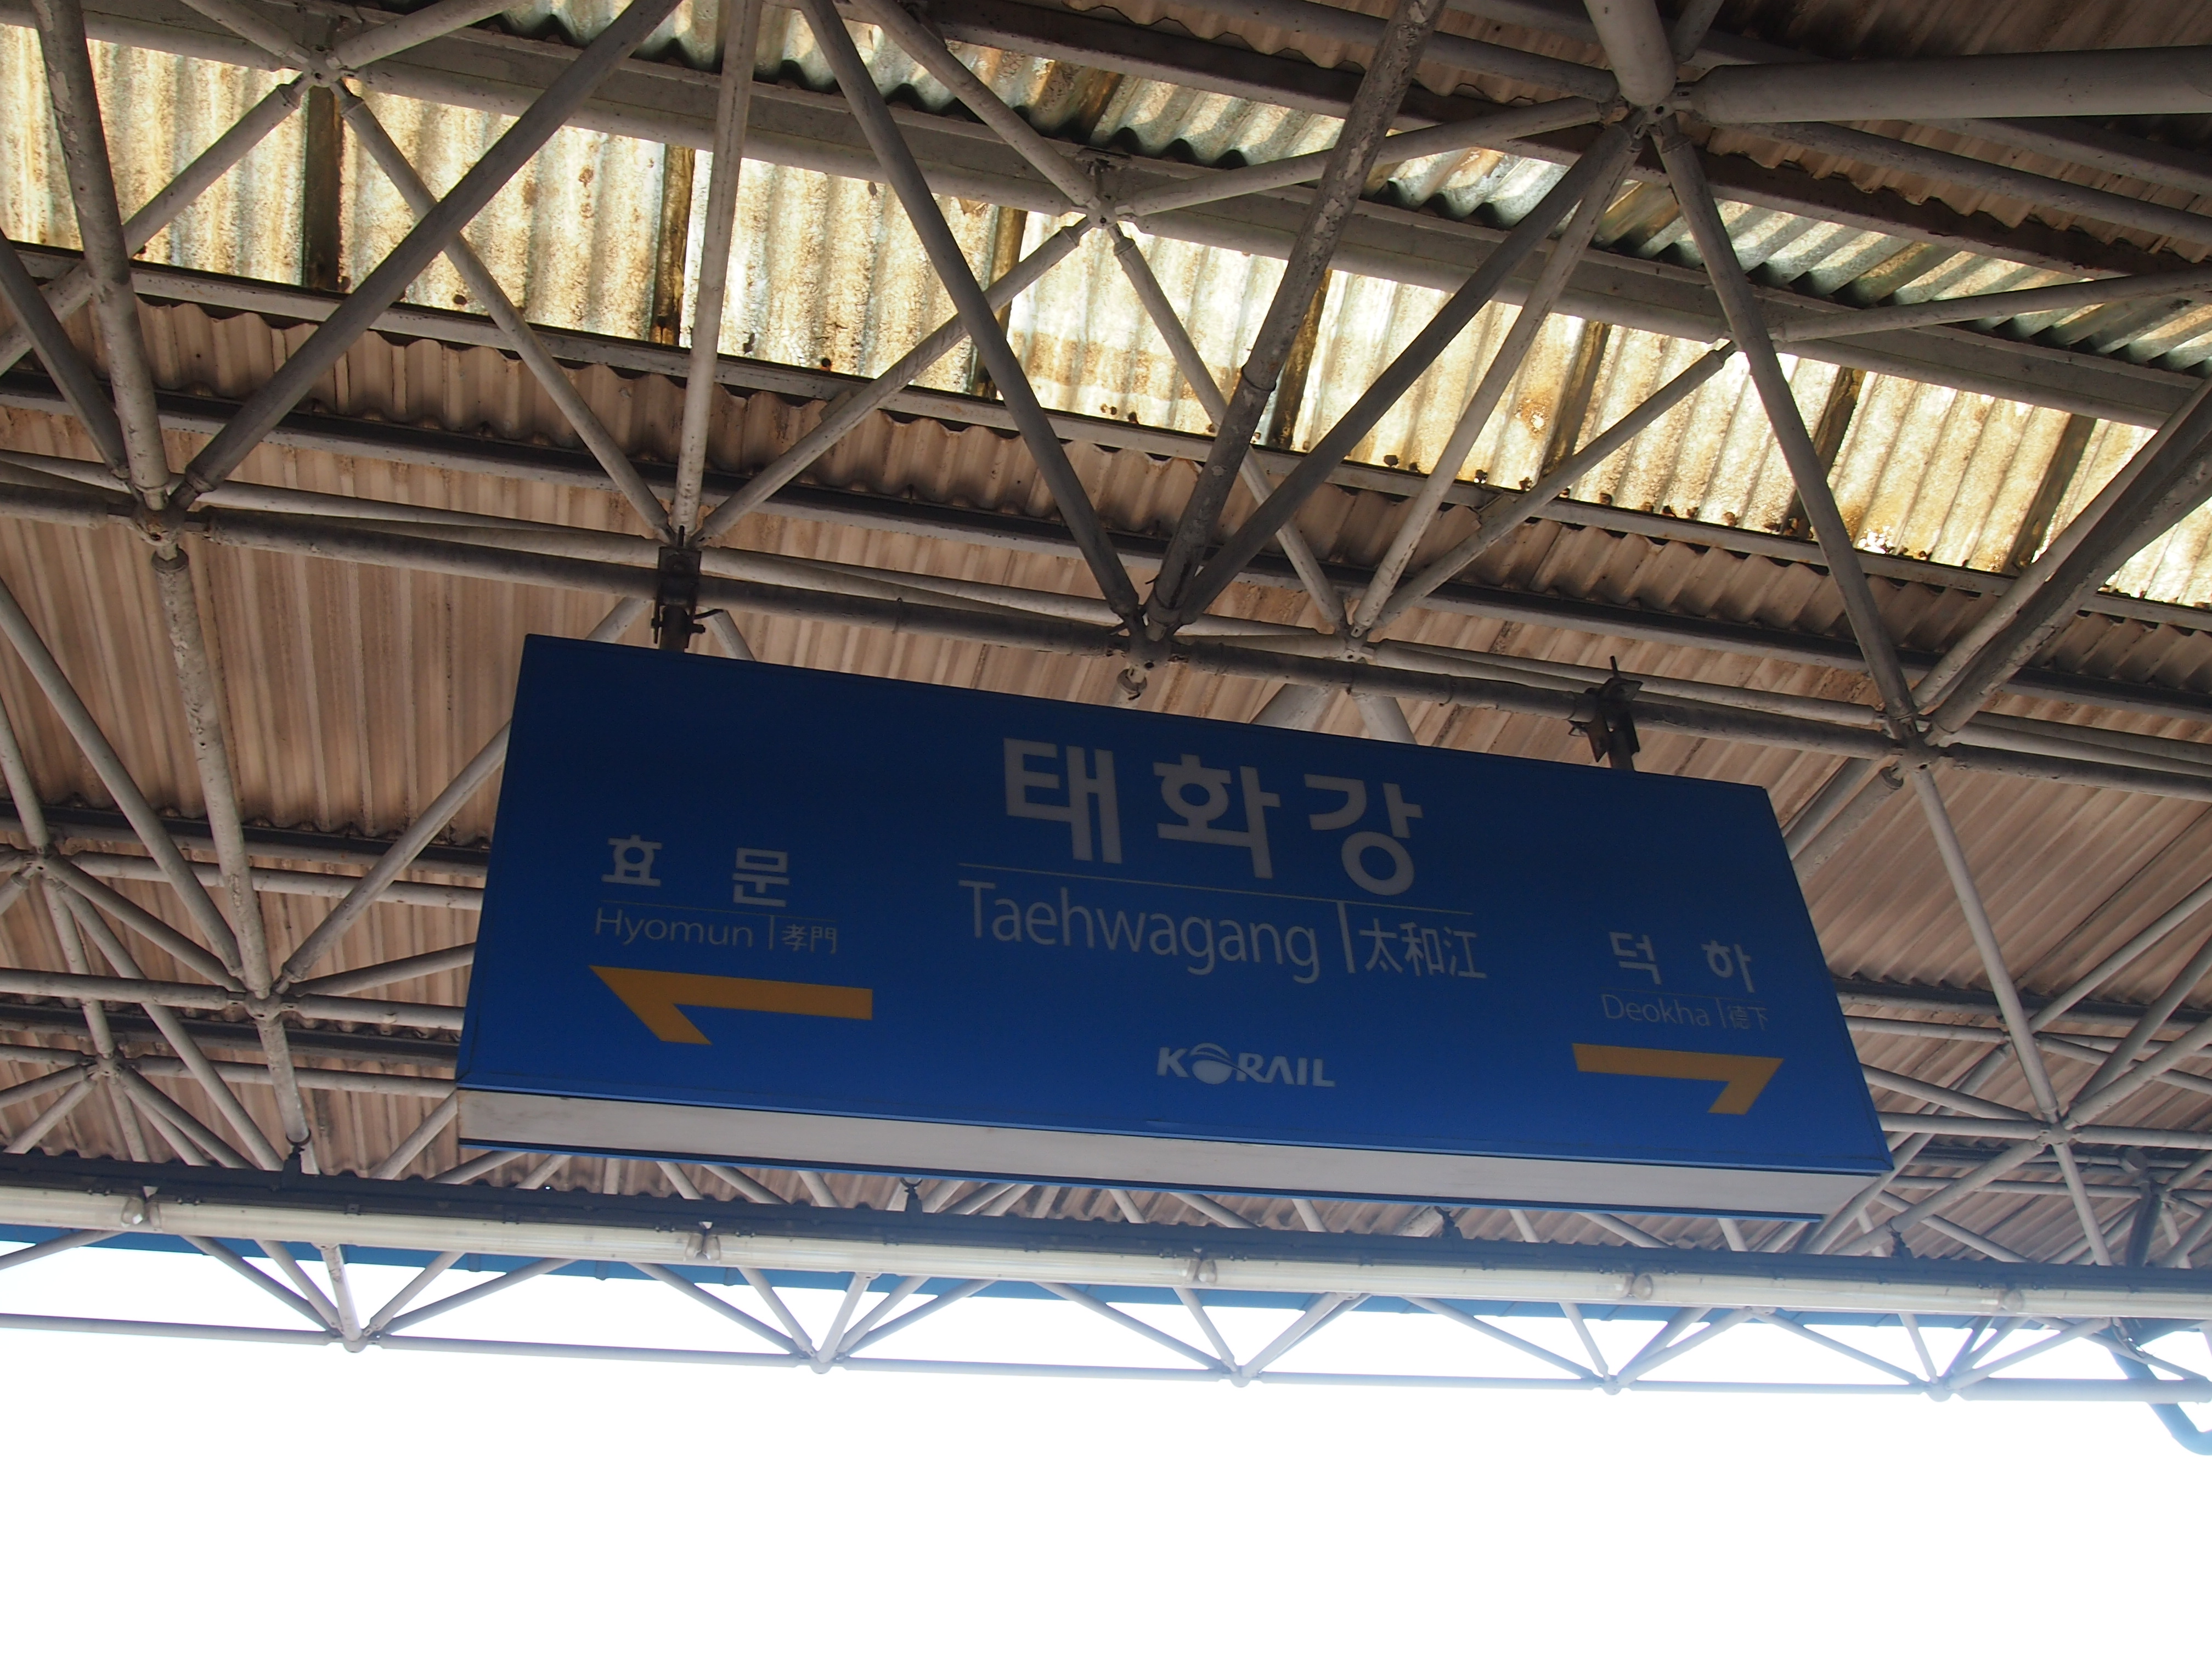 태화강
Taehwagang | 太和江
효 문
Hyomun | 孝門
덕 하
Deokha | 德下
KORAIL